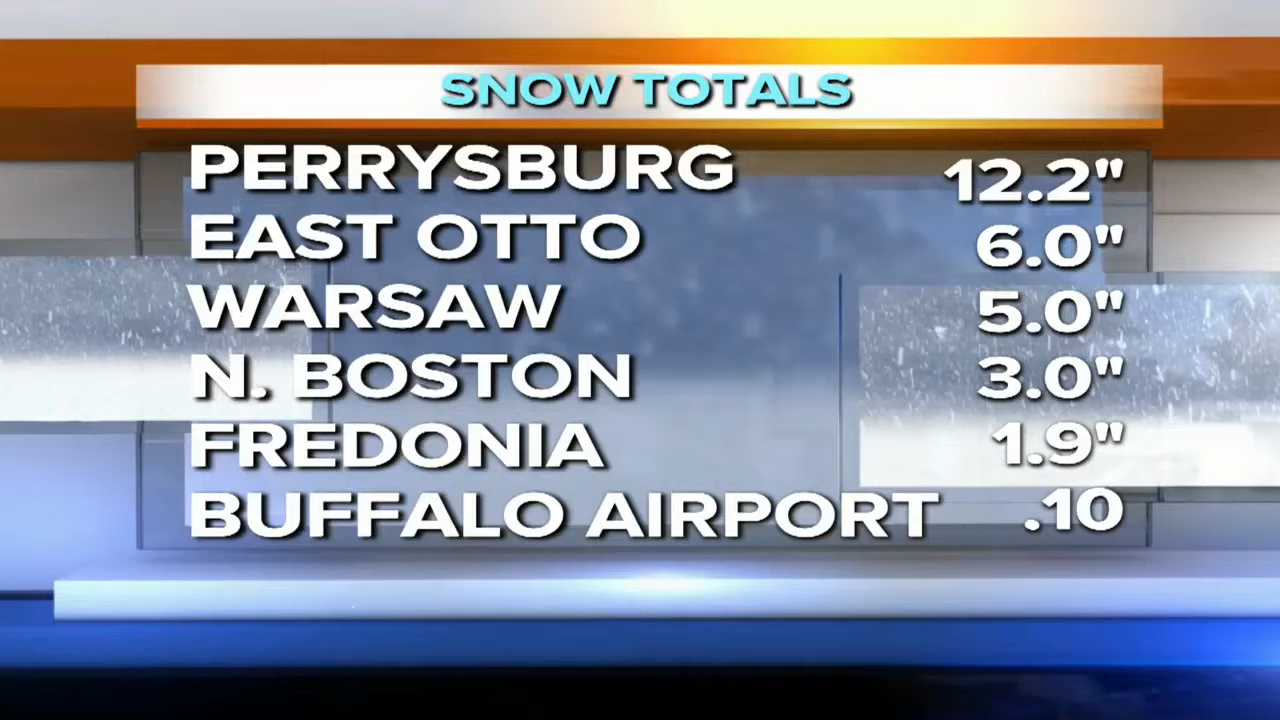 SNOW TOTALS
PERRYSBURG 12.2"
EAST OTTO 6.0"
WARSAW 5.0"
N. BOSTON 3.0"
FREDONIA 1.9"
BUFFALO AIRPORT .10